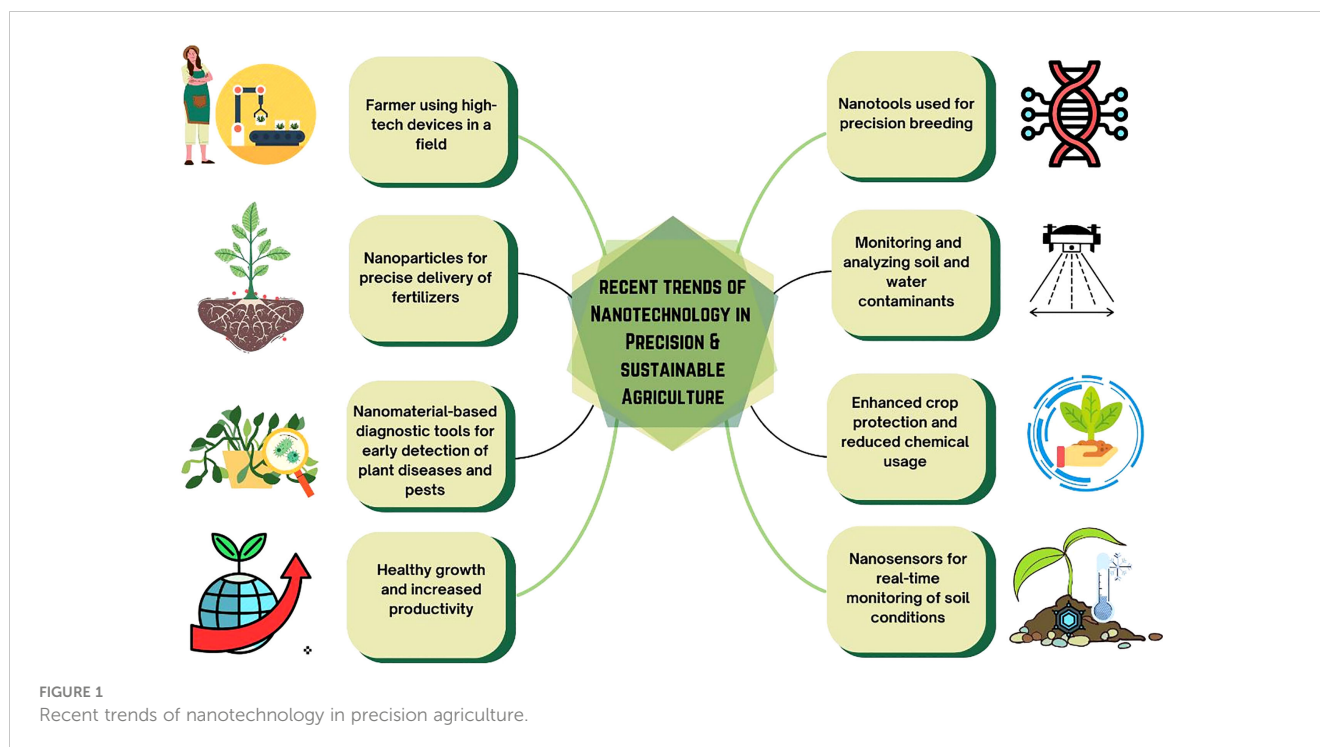 Farmer using high-
tech devices in a
field
Nanoparticles for
precise delivery of
fertilizers
Nanomaterial-based
diagnostic tools for
early detection of
plant diseases and
pests
Healthy growth
and increased
productivity
RECENT TRENDS OF
NANOTECHNOLOGY IN
PRECISION &
SUSTAINABLE
AGRICULTURE
Nanotools used for
precision breeding
Monitoring and
analyzing soil and
water
contaminants
Enhanced crop
protection and
reduced chemical
usage
Nanosensors for
real-time
monitoring of soil
conditions
FIGURE 1
Recent trends of nanotechnology in precision agriculture.